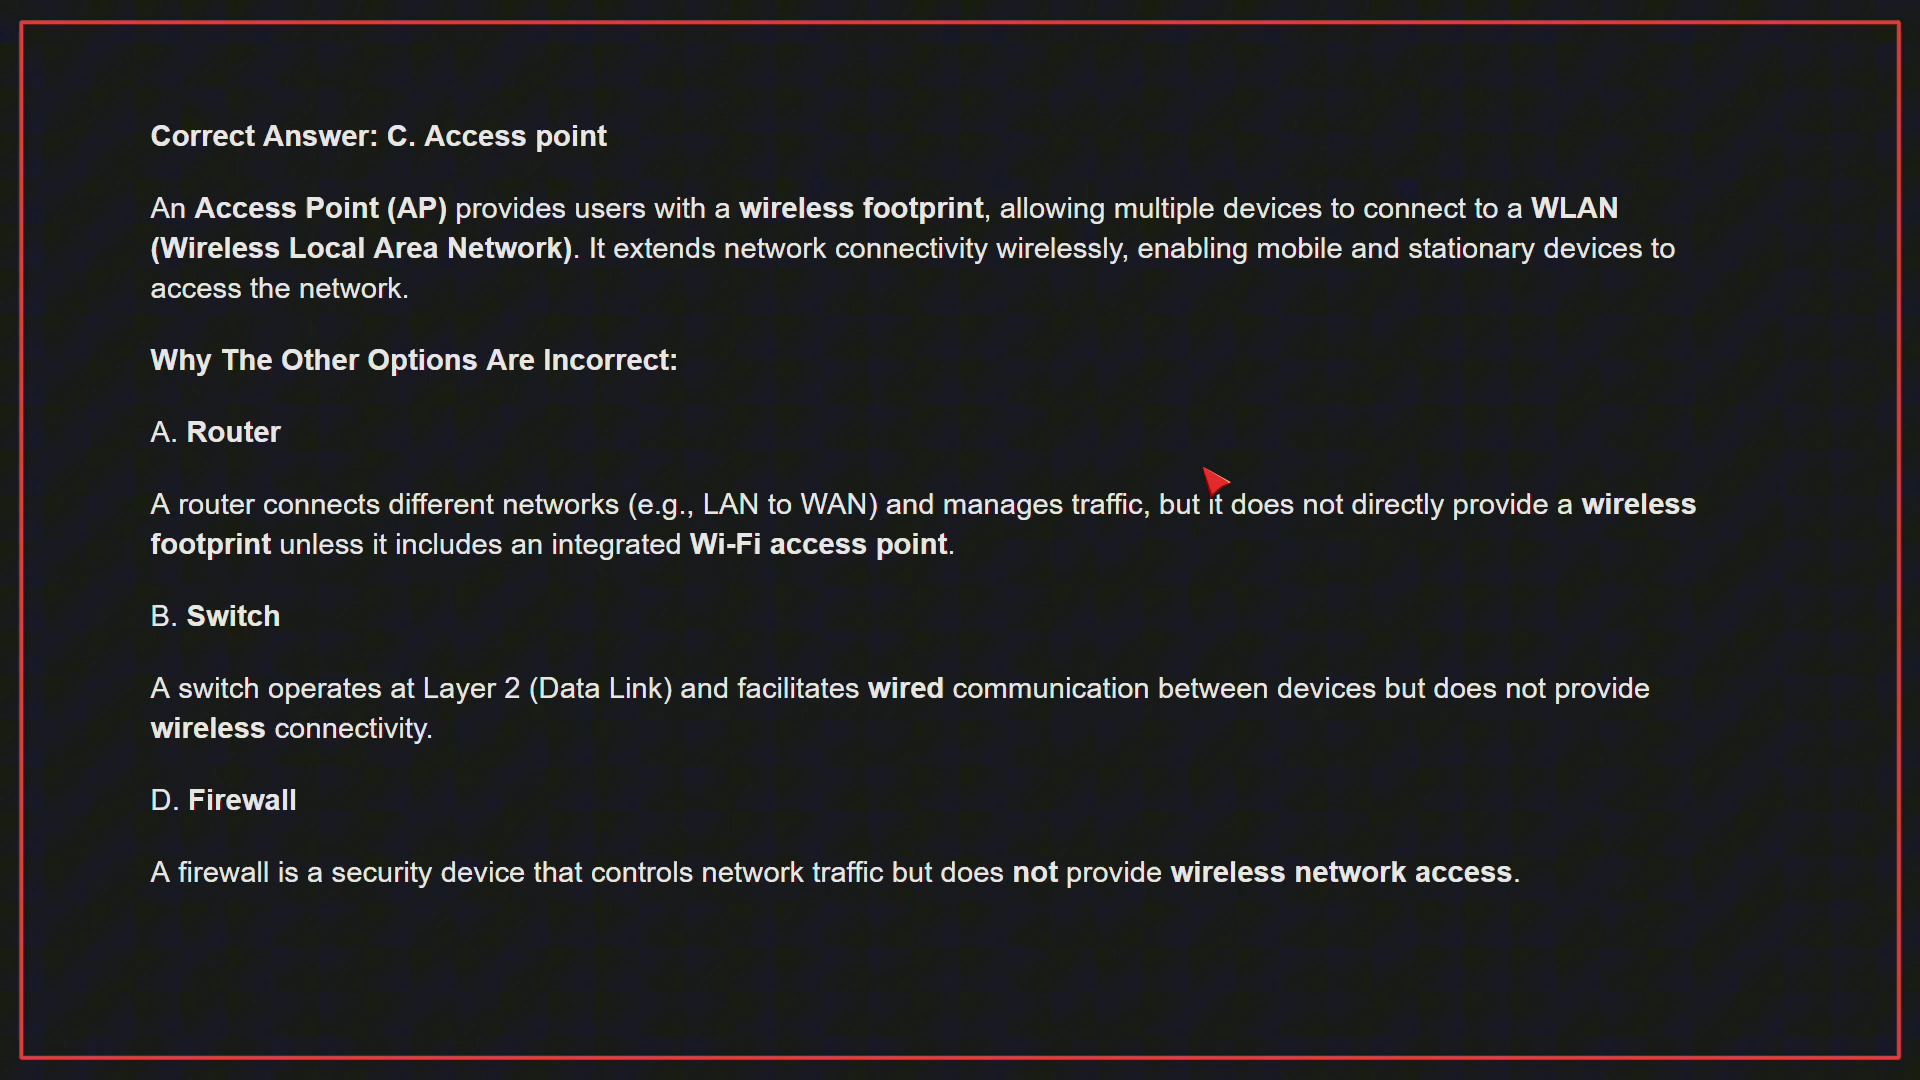 Correct Answer: C. Access point
An Access Point (AP) provides users with a wireless footprint, allowing multiple devices to connect to a WLAN
(Wireless Local Area Network). It extends network connectivity wirelessly, enabling mobile and stationary devices to
access the network.
Why The Other Options Are Incorrect:
A. Router
A router connects different networks (e.g., LAN to WAN) and manages traffic, but it does not directly provide a wireless
footprint unless it includes an integrated Wi-Fi access point.
B. Switch
A switch operates at Layer 2 (Data Link) and facilitates wired communication between devices but does not provide
wireless connectivity.
D. Firewall
A firewall is a security device that controls network traffic but does not provide wireless network access.